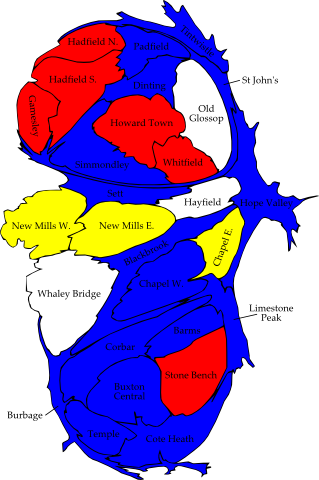 Hadfield N.
Padfield
Tintwistle
Hadfield S.
Dinting
St John's
Gamesley
Old
Glossop
Howard Town
Simmondley
Whitfield
Sett
Hayfield
Hope Valley
New Mills W.
New Mills E.
Chapel E.
Blackbrook
Whaley Bridge
Chapel W.
Limestone
Peak
Barms
Corbar
Stone Bench
Buxton
Central
Burbage
Temple
Cote Heath